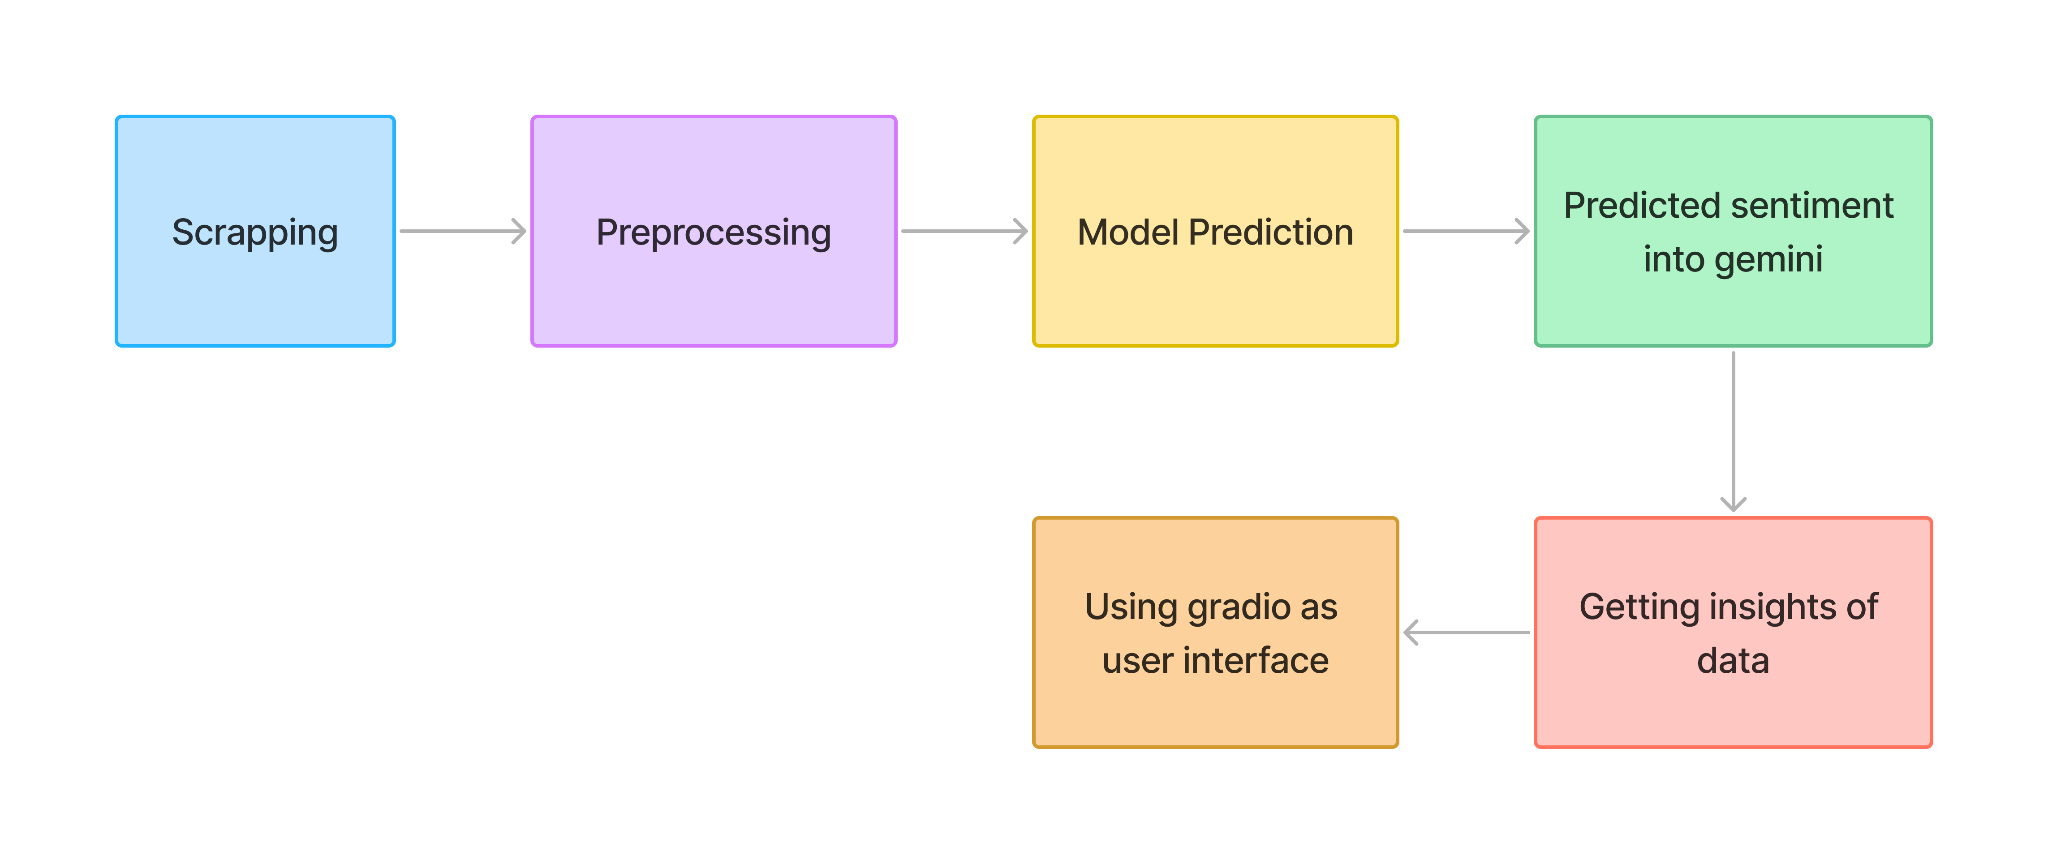 Scrapping
Preprocessing
Model Prediction
Predicted sentiment
into gemini
Getting insights of
data
Using gradio as
user interface